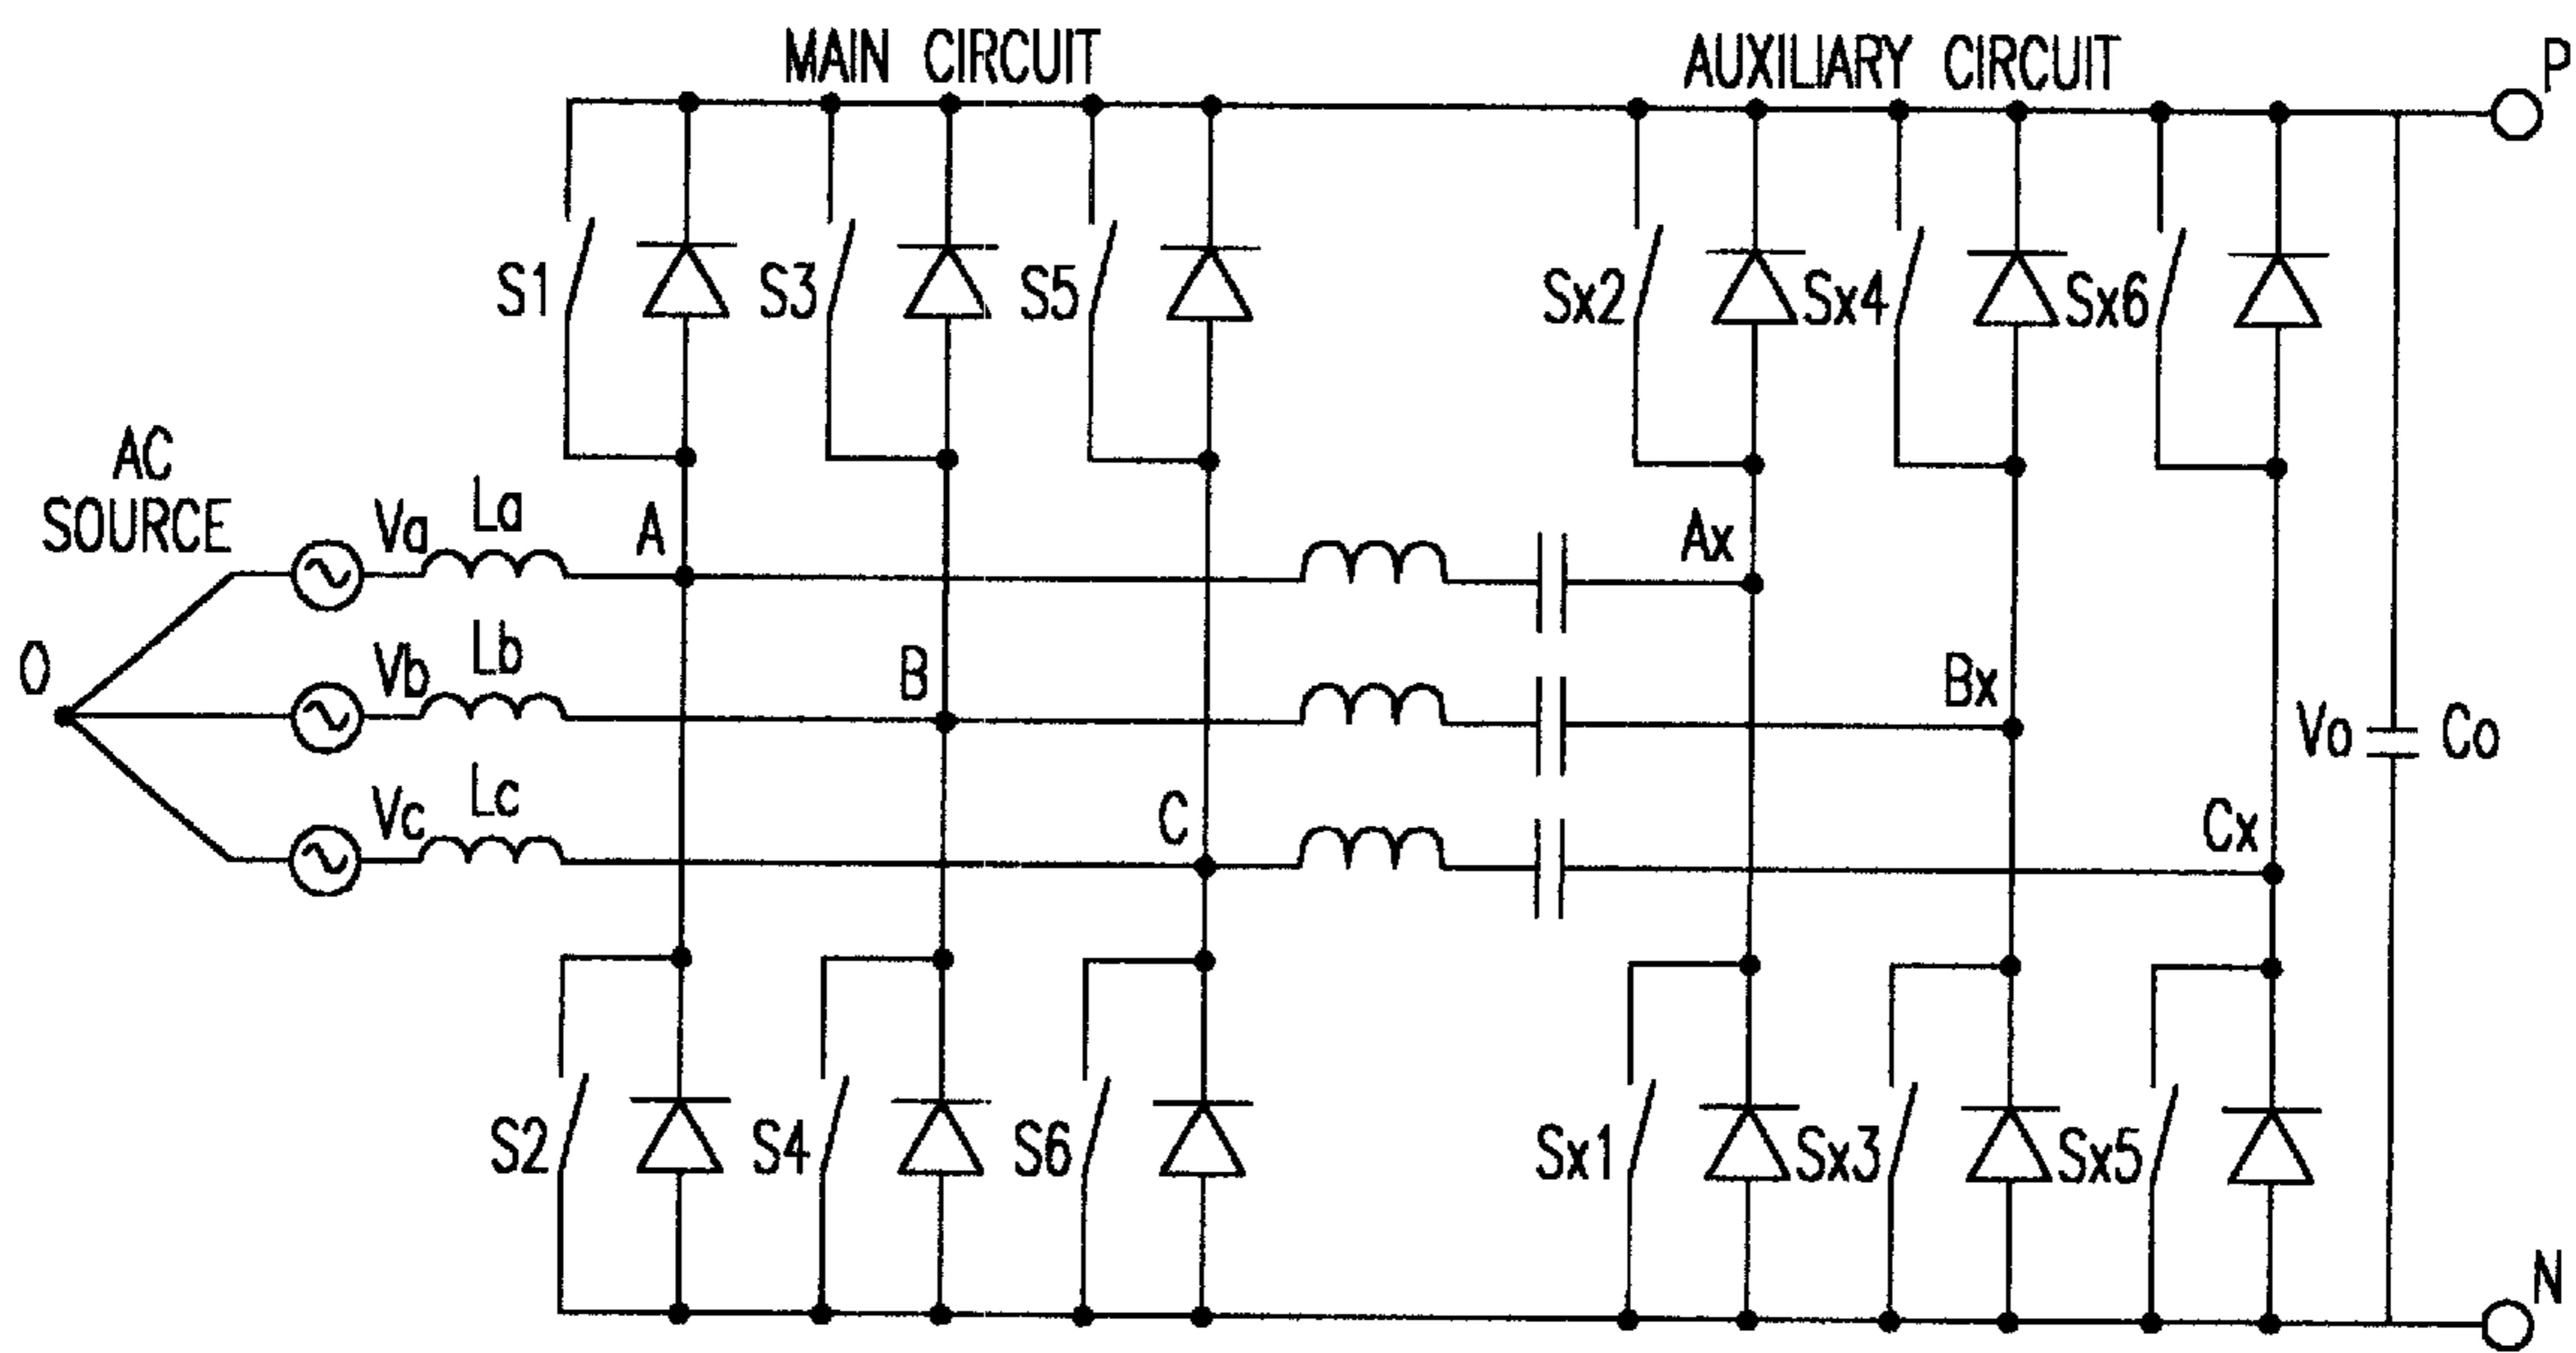 MAIN CIRCUIT
AUXILIARY CIRCUIT
P
S1
S3
S5
Sx2
Sx4
Sx6
AC
SOURCE
Va
La
A
Ax
O
Vb
Lb
B
Bx
Vo
Co
Vc
Lc
C
Cx
S2
S4
S6
Sx1
Sx3
Sx5
N